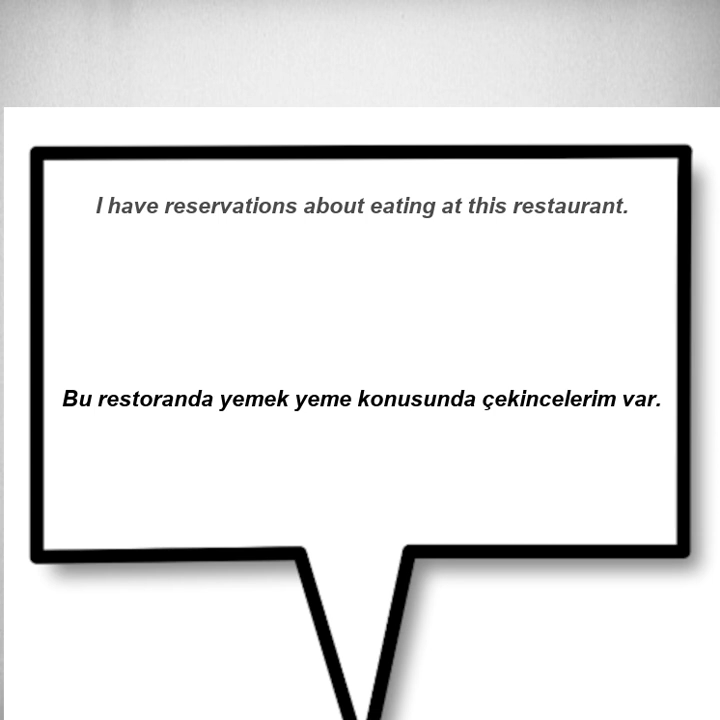 I have reservations about eating at this restaurant.
Bu restoranda yemek yeme konusunda çekincelerim var.